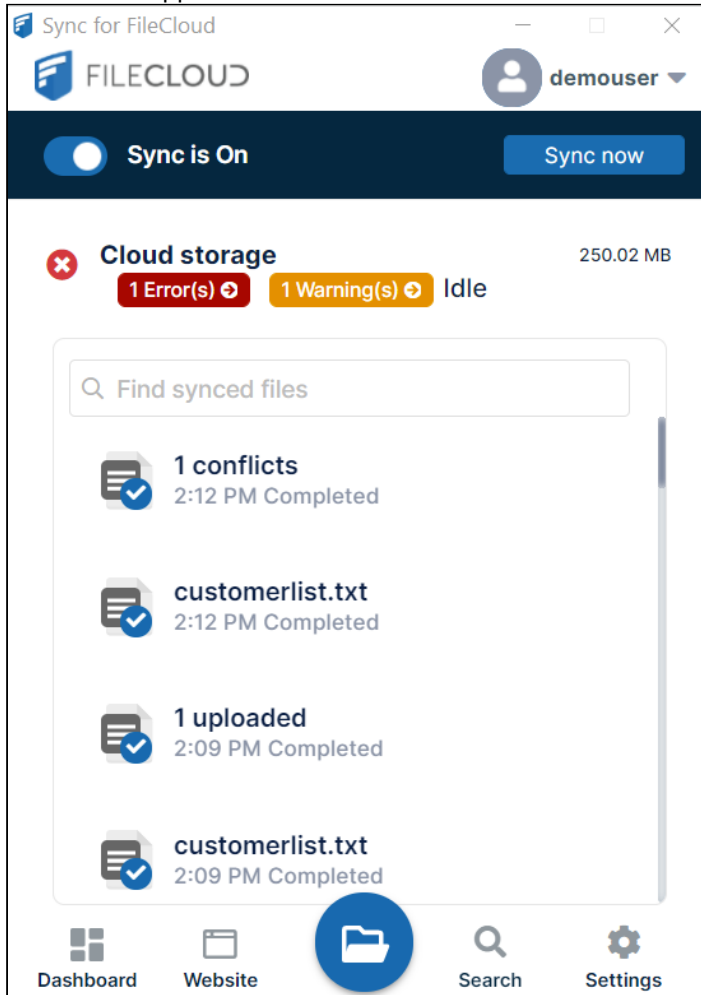 Sync for FileCloud
FILECLOUD
demouser
Sync is On
Sync now
Cloud storage
250.02 MB
1 Error(s)
1 Warning(s)
Idle
Find synced files
1 conflicts
2:12 PM Completed
customerlist.txt
2:12 PM Completed
1 uploaded
2:09 PM Completed
customerlist.txt
2:09 PM Completed
Dashboard
Website
Search
Settings